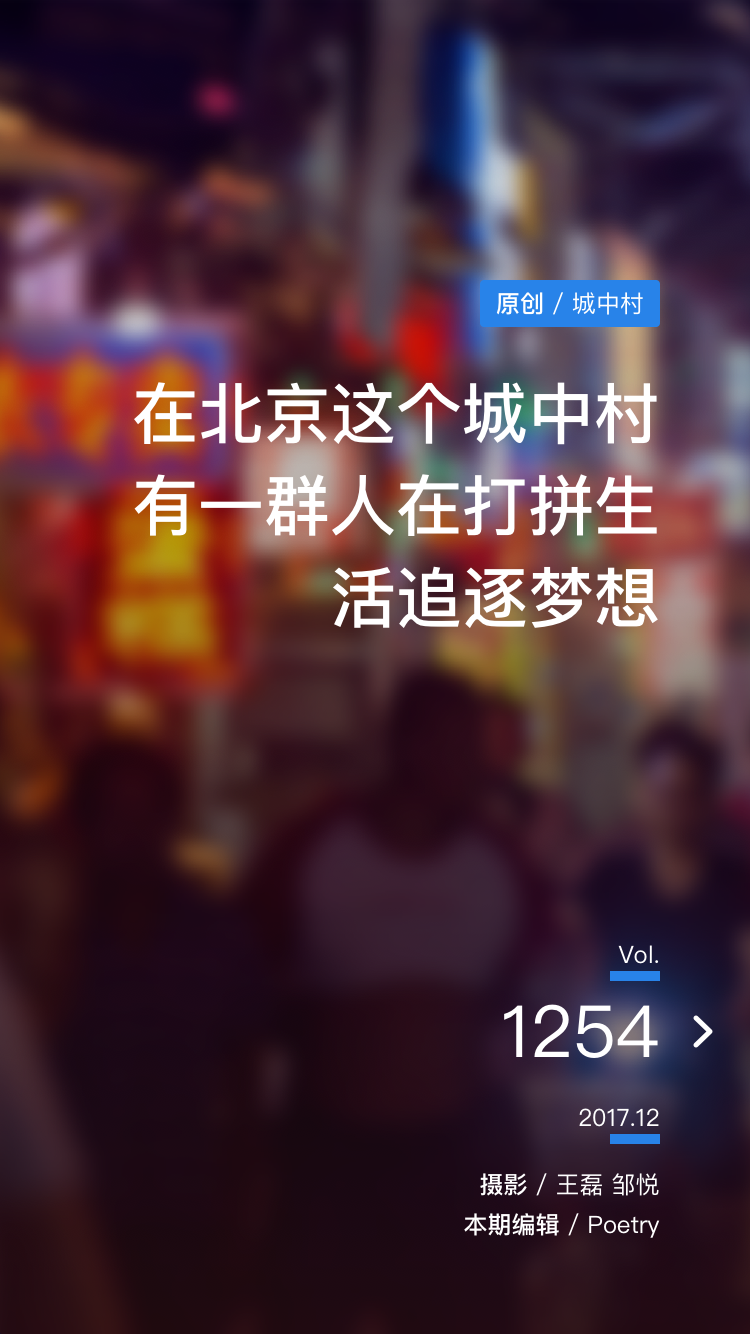 原创 / 城中村
在北京这个城中村
有一群人在打拼生
活追逐梦想
Vol.
1254
2017.12
摄影 / 王磊 邹悦
本期编辑 / Poetry